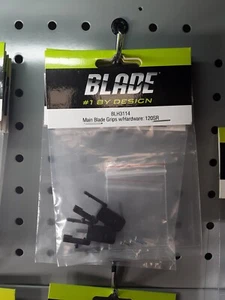 BLADE
#1 BY DESIGN
BLH3114
Main Blade Grips w/Hardware: 120SR